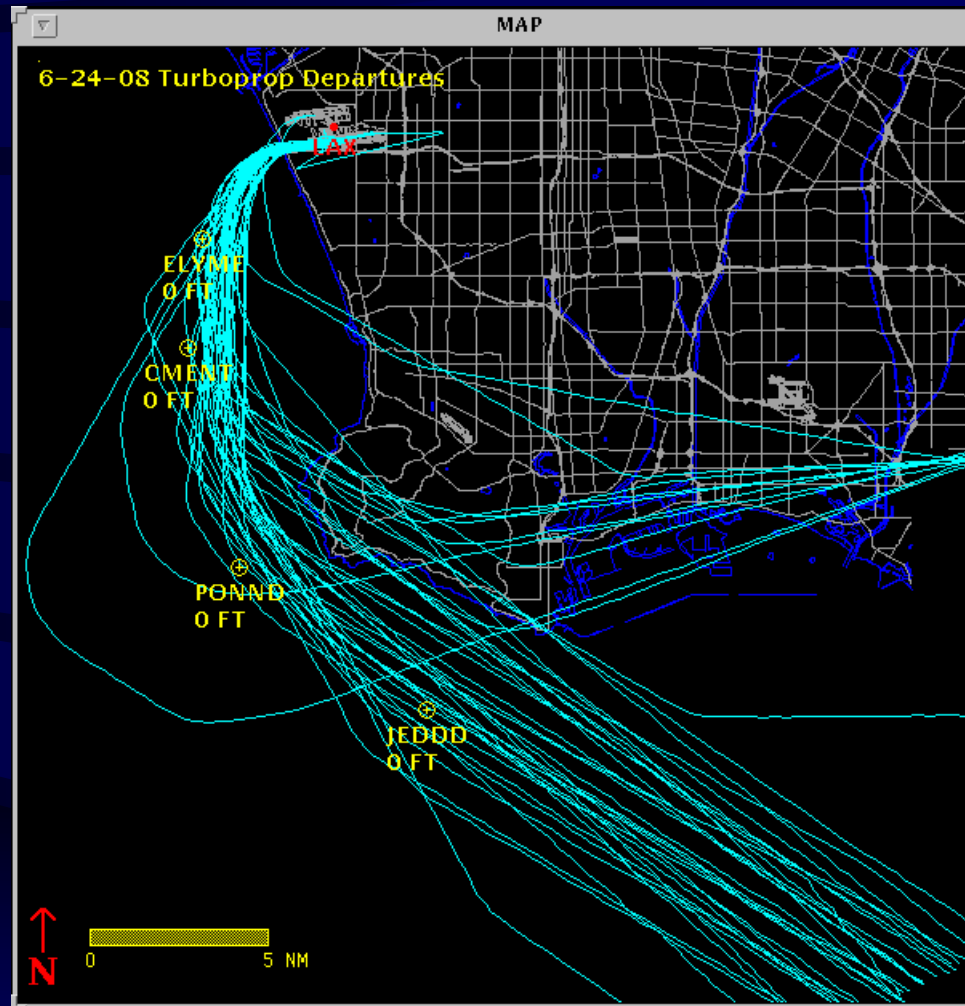 MAP
6-24-08 Turboprop Departures
LAX
ELYME
0 FT
CMENT
0 FT
PONND
0 FT
JEDDD
0 FT
N
0 5 NM